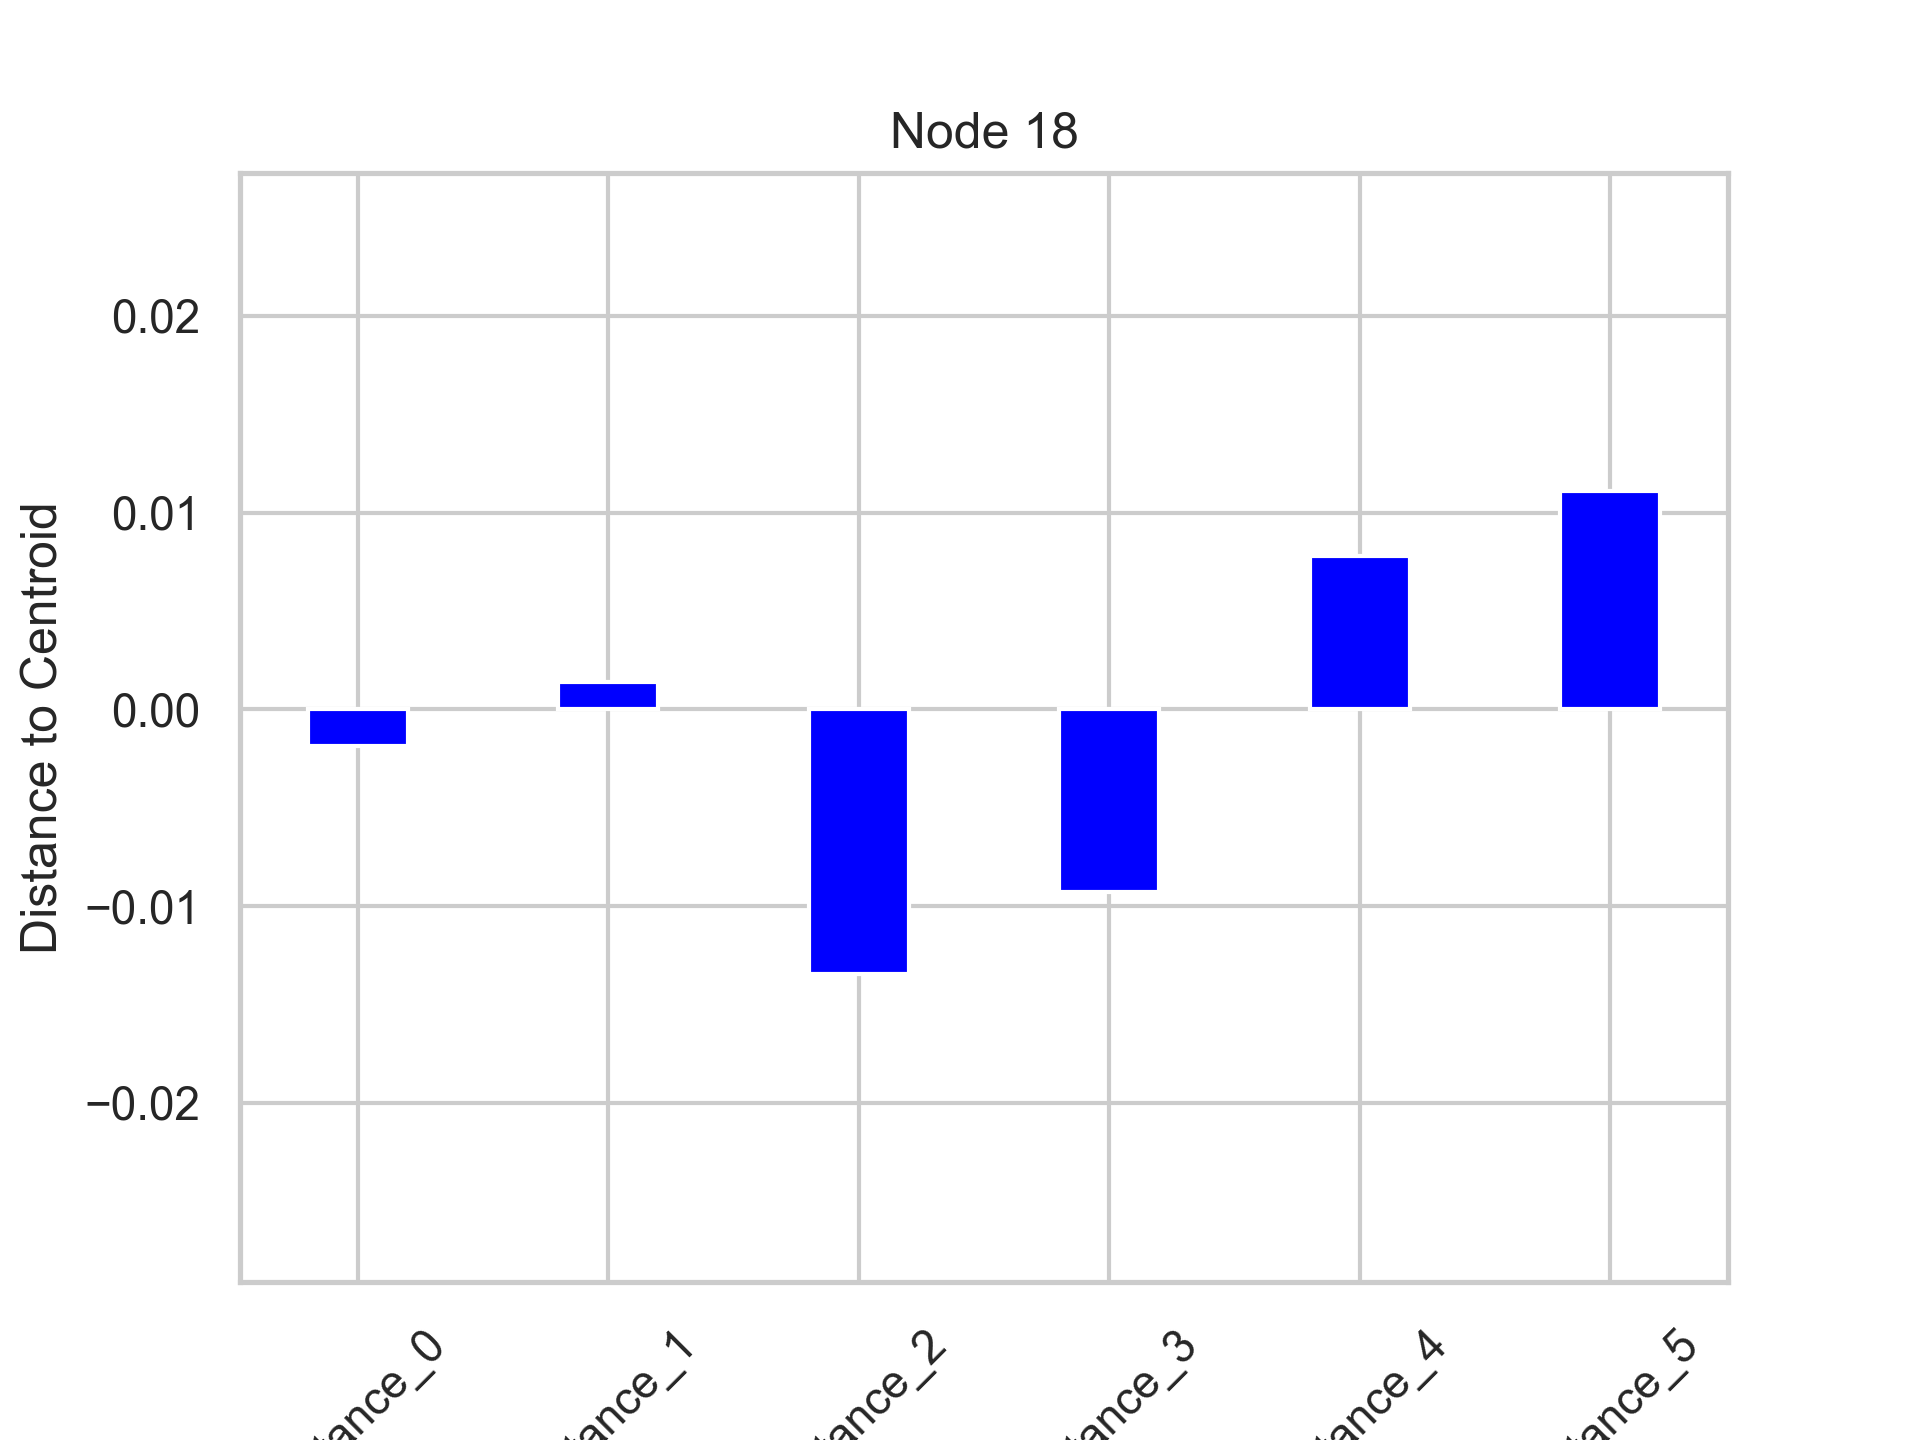 Node 18
Distance to Centroid
0.02
0.01
0.00
−0.01
−0.02
tance_0
tance_1
tance_2
tance_3
tance_4
tance_5